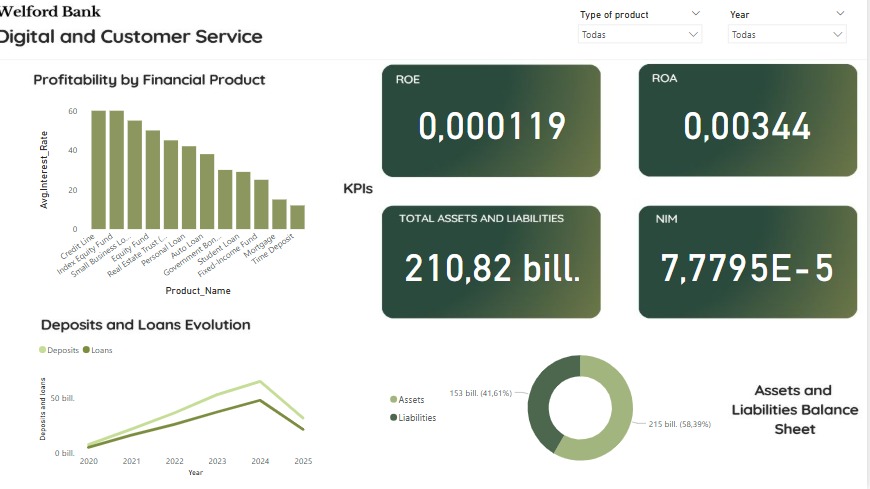 Welford Bank
Digital and Customer Service
Type of product
Todas
Year
Todas
Profitability by Financial Product
Avg.Interest_Rate
60
40
20
0
Credit Line
Index Equity Fund
Small Business Lo...
Equity Fund
Real Estate Trust I...
Personal Loan
Auto Loan
Government Bon...
Student Loan
Fixed-Income Fund
Mortgage
Time Deposit
Product_Name
KPIs
ROE
0,000119
ROA
0,00344
TOTAL ASSETS AND LIABILITIES
210,82 bill.
NIM
7,7795E-5
Deposits and Loans Evolution
Deposits Loans
Deposits and loans
50 bill.
0 bill.
2020 2021 2022 2023 2024 2025
Year
Assets
Liabilities
153 bill. (41,61%)
215 bill. (58,39%)
Assets and
Liabilities Balance
Sheet